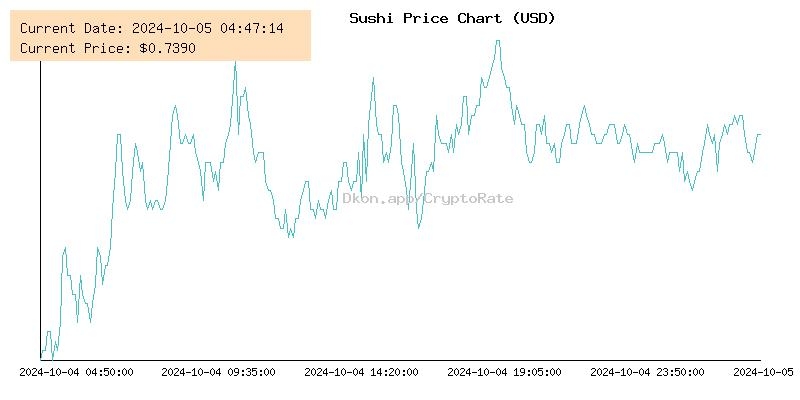 Sushi Price Chart (USD)
Current Date: 2024-10-05 04:47:14
Current Price: $0.7390
Dkon.app/CryptoRate
2024-10-04 04:50:00 2024-10-04 09:35:00 2024-10-04 14:20:00 2024-10-04 19:05:00 2024-10-04 23:50:00 2024-10-05